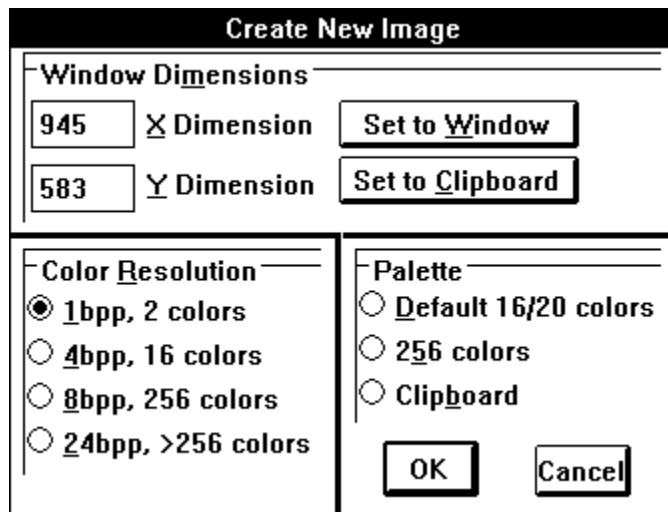 Create New Image
Window Dimensions
945 X Dimension Set to Window
583 Y Dimension Set to Clipboard
Color Resolution
1bpp, 2 colors
4bpp, 16 colors
8bpp, 256 colors
24bpp, >256 colors
Palette
Default 16/20 colors
256 colors
Clipboard
OK Cancel